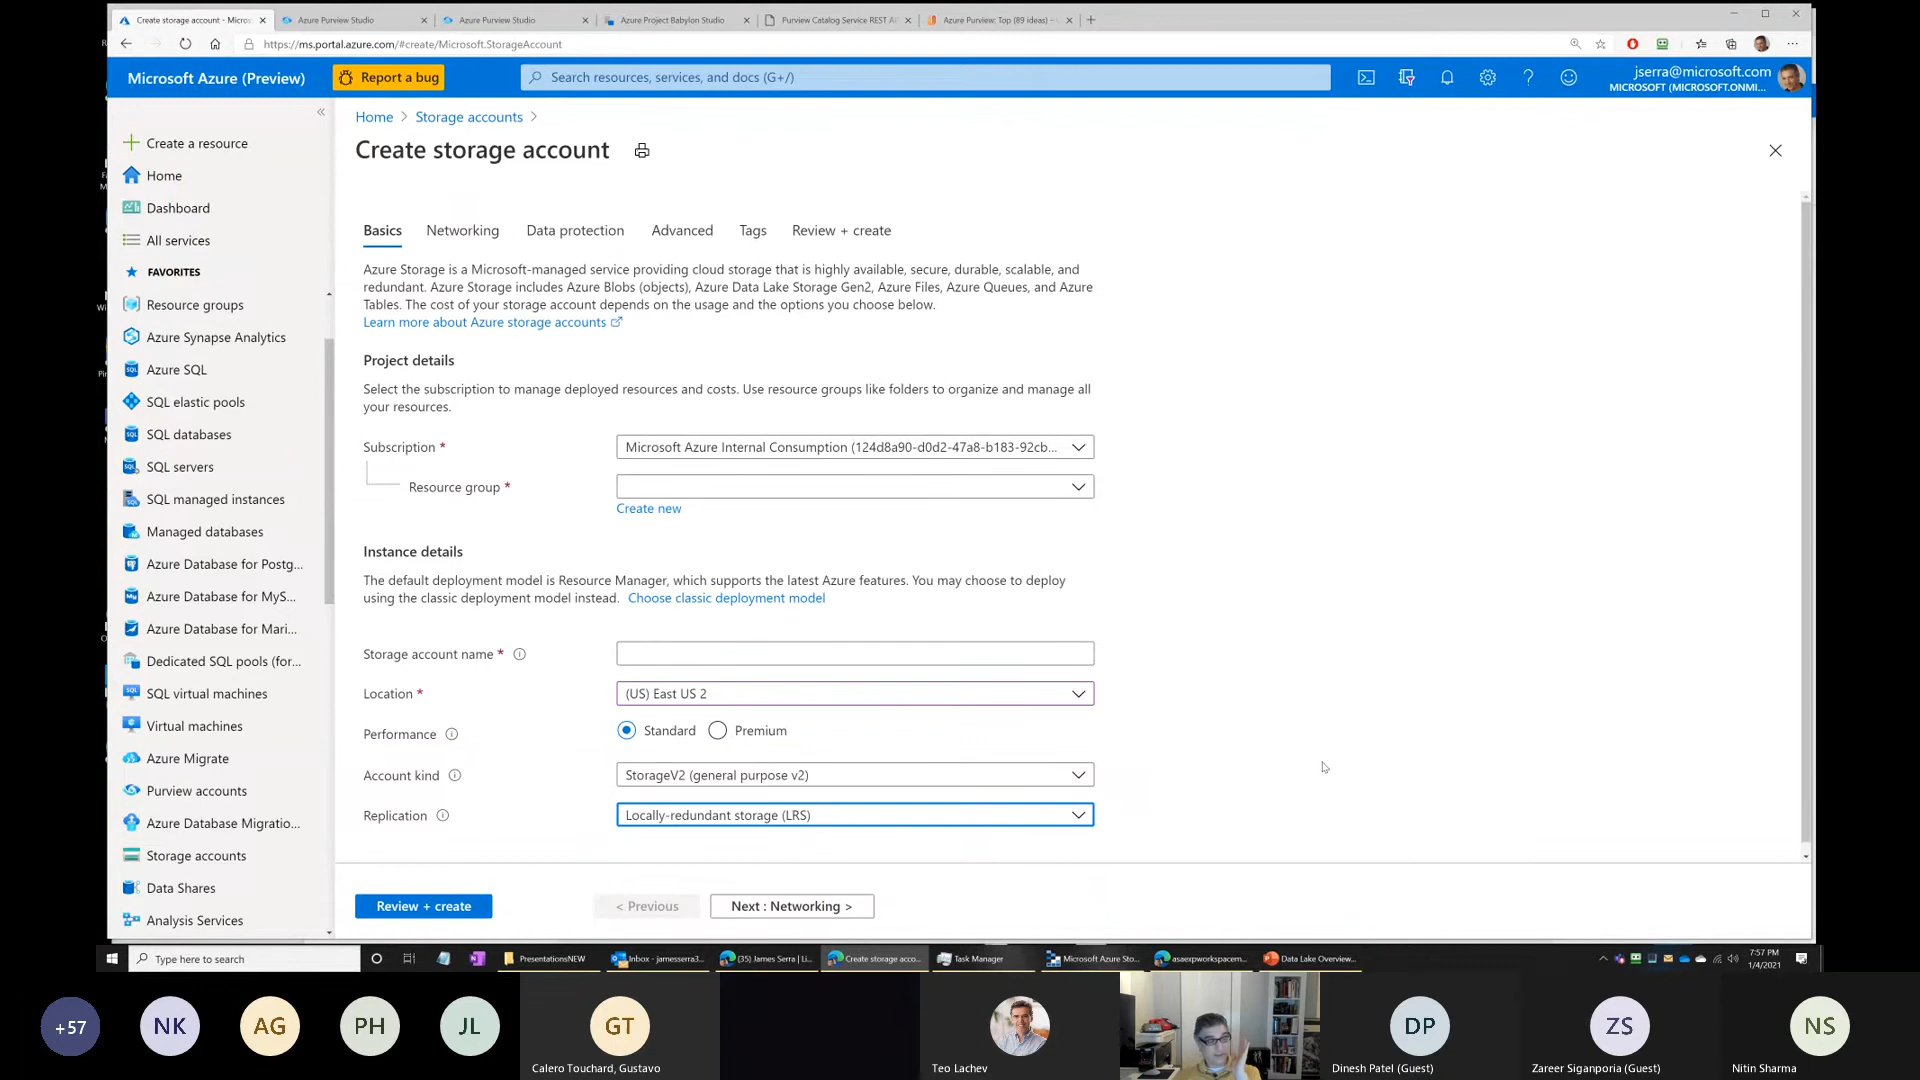 Create storage account - Micros
Azure Purview Studio
Azure Purview Studio
Azure Project Babylon Studio
Purview Catalog Service REST A
Azure Purview: Top (89 ideas) –
https://ms.portal.azure.com/#create/Microsoft.StorageAccount
Microsoft Azure (Preview)
Report a bug
Search resources, services, and docs (G+/)
jserra@microsoft.com
MICROSOFT (MICROSOFT.ONMI...
Create a resource
Home
Dashboard
All services
FAVORITES
Resource groups
Azure Synapse Analytics
Azure SQL
SQL elastic pools
SQL databases
SQL servers
SQL managed instances
Managed databases
Azure Database for Postg...
Azure Database for MyS...
Azure Database for Mari...
Dedicated SQL pools (for...
SQL virtual machines
Virtual machines
Azure Migrate
Purview accounts
Azure Database Migratio...
Storage accounts
Data Shares
Analysis Services
Home > Storage accounts >
Create storage account
Basics Networking Data protection Advanced Tags Review + create
Azure Storage is a Microsoft-managed service providing cloud storage that is highly available, secure, durable, scalable, and
redundant. Azure Storage includes Azure Blobs (objects), Azure Data Lake Storage Gen2, Azure Files, Azure Queues, and Azure
Tables. The cost of your storage account depends on the usage and the options you choose below.
Learn more about Azure storage accounts
Project details
Select the subscription to manage deployed resources and costs. Use resource groups like folders to organize and manage all
your resources.
Subscription *
Microsoft Azure Internal Consumption (124d8a90-d0d2-47a8-b183-92cb...
Resource group *
Create new
Instance details
The default deployment model is Resource Manager, which supports the latest Azure features. You may choose to deploy
using the classic deployment model instead. Choose classic deployment model
Storage account name *
Location *
(US) East US 2
Performance
Standard Premium
Account kind
StorageV2 (general purpose v2)
Replication
Locally-redundant storage (LRS)
Review + create
< Previous
Next : Networking >
Type here to search
PresentationsNEW
Inbox - jamesserra3...
(35) James Serra | Li...
Create storage acco...
Task Manager
Microsoft Azure Sto...
asaexpworkspacem...
Data Lake Overview...
7:57 PM
1/4/2021
+57
NK
AG
PH
JL
GT
Calero Touchard, Gustavo
Teo Lachev
DP
Dinesh Patel (Guest)
ZS
Zareer Siganporia (Guest)
NS
Nitin Sharma